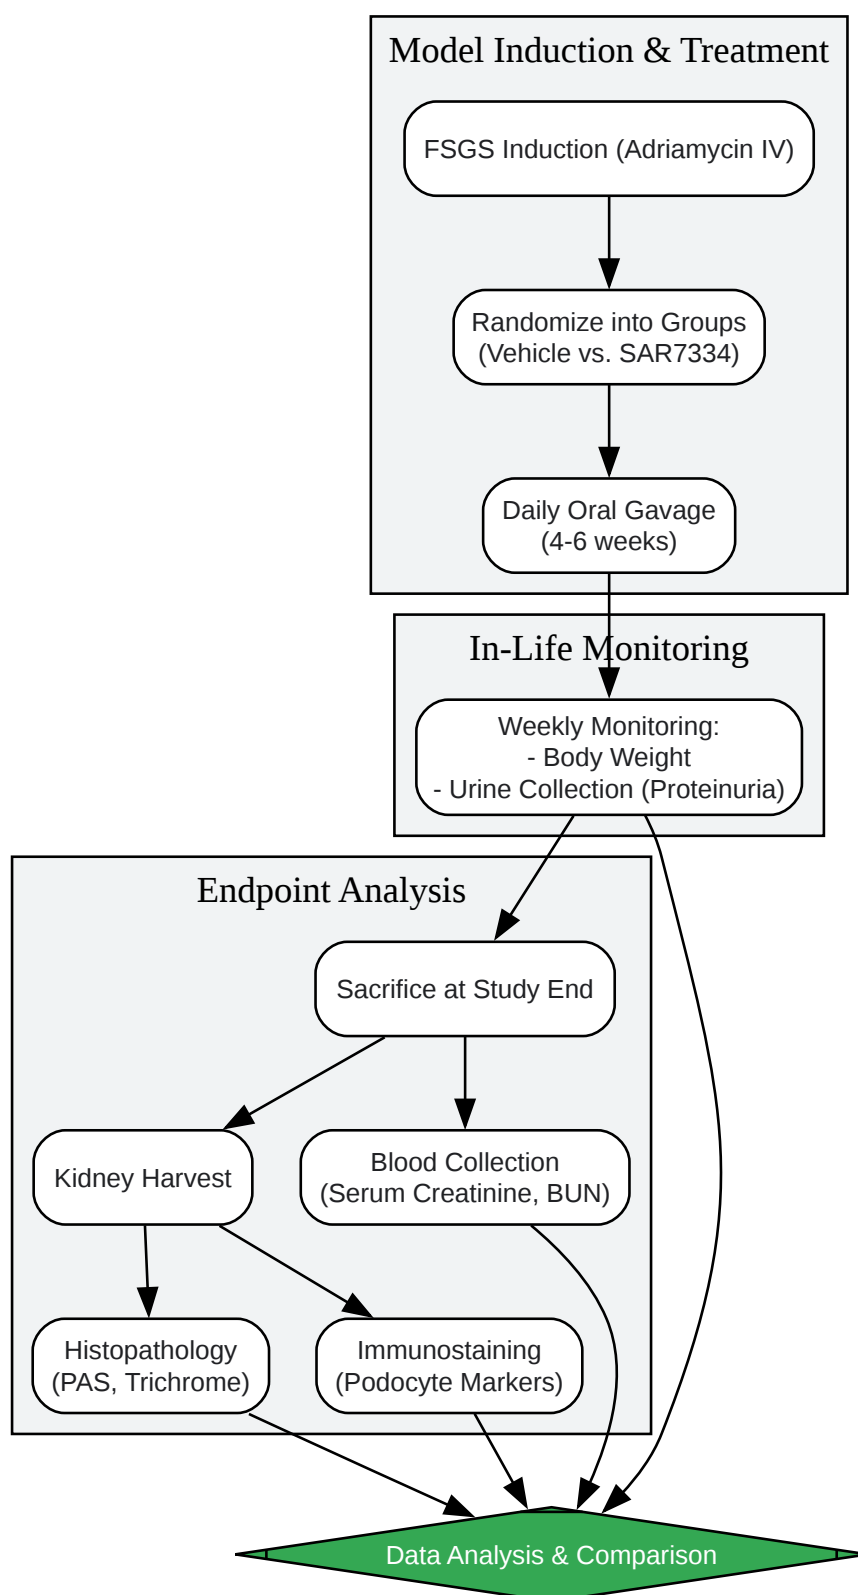 Model Induction & Treatment
FSGS Induction (Adriamycin IV)
Randomize into Groups
(Vehicle vs. SAR7334)
Daily Oral Gavage
(4-6 weeks)
In-Life Monitoring
Weekly Monitoring:
- Body Weight
- Urine Collection (Proteinuria)
Endpoint Analysis
Sacrifice at Study End
Kidney Harvest
Blood Collection
(Serum Creatinine, BUN)
Histopathology
(PAS, Trichrome)
Immunostaining
(Podocyte Markers)
Data Analysis & Comparison